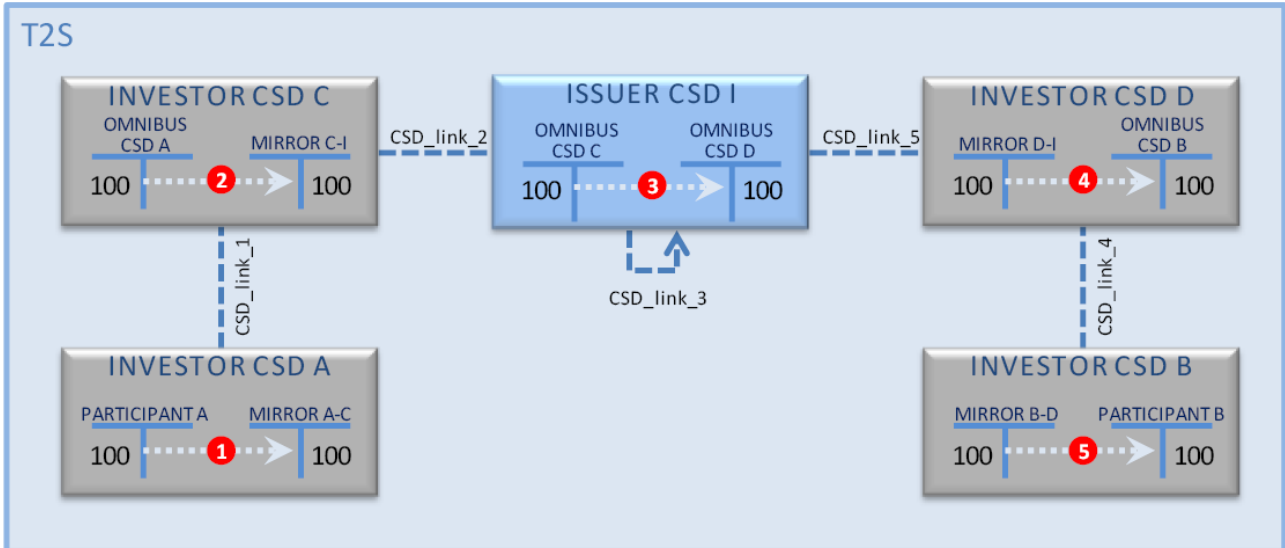 T2S
INVESTOR CSD C
OMNIBUS
CSD A
MIRROR C-I
100
2
100
CSD_link_2
ISSUER CSD I
OMNIBUS
CSD C
OMNIBUS
CSD D
100
3
100
CSD_link_3
CSD_link_5
INVESTOR CSD D
MIRROR D-I
OMNIBUS
CSD B
100
4
100
CSD_link_1
CSD_link_4
INVESTOR CSD A
PARTICIPANT A
MIRROR A-C
100
1
100
INVESTOR CSD B
MIRROR B-D
PARTICIPANT B
100
5
100